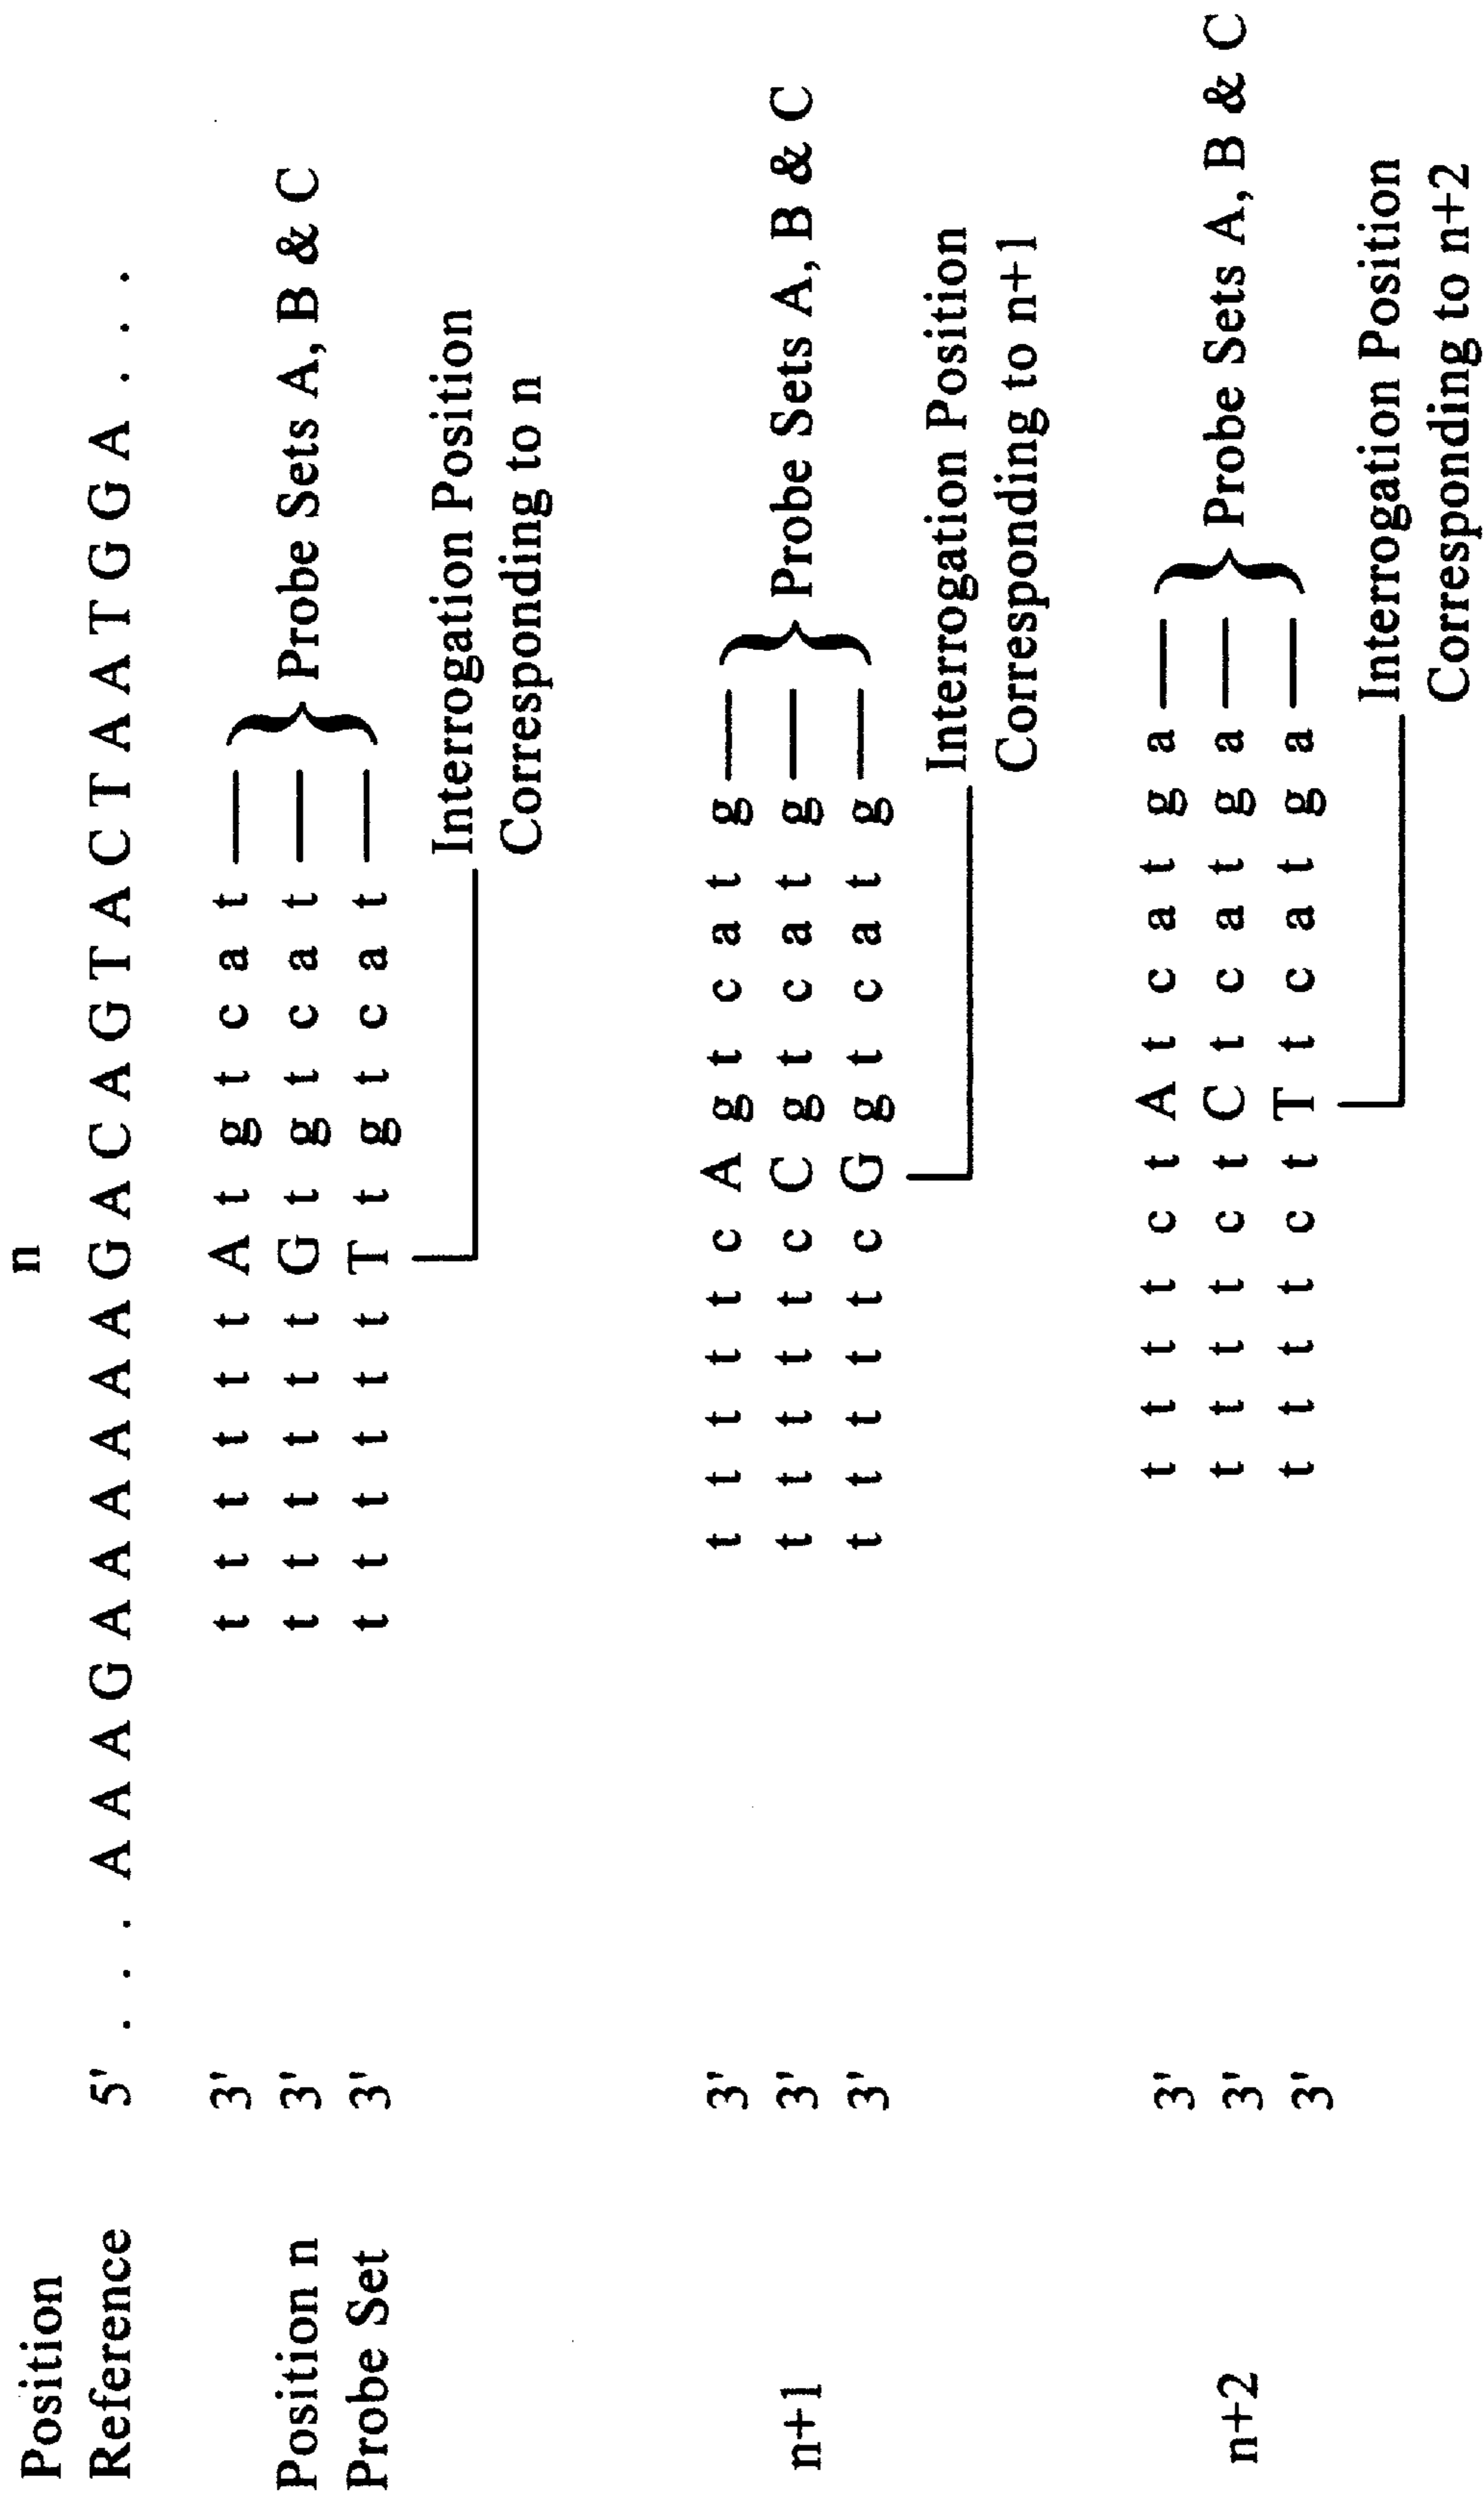 Position n
Reference 5' . . . A A A G A A A A A A G A C A G T A C T A A T G G A . . .
3' t t t t t t A t g t c a t
Position n 3' t t t t t t G t g t c a t } Probe Sets A, B & C
Probe Set 3' t t t t t t T t g t c a t
Interrogation Position
Corresponding to n
3' t t t t t c A g t c a t g
n+1 3' t t t t t c C g t c a t g } Probe Sets A, B & C
3' t t t t t c G g t c a t g
Interrogation Position
Corresponding to n+1
3' t t t t c t A t c a t g a
n+2 3' t t t t c t C t c a t g a } Probe Sets A, B & C
3' t t t t c t T t c a t g a
Interrogation Position
Corresponding to n+2